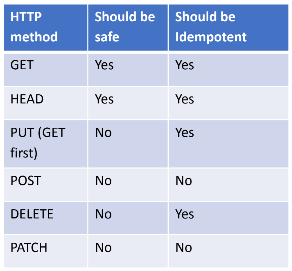 HTTP Should be Should be
method safe Idempotent
GET Yes Yes
HEAD Yes Yes
PUT (GET No Yes
first)
POST No No
DELETE No Yes
PATCH No No